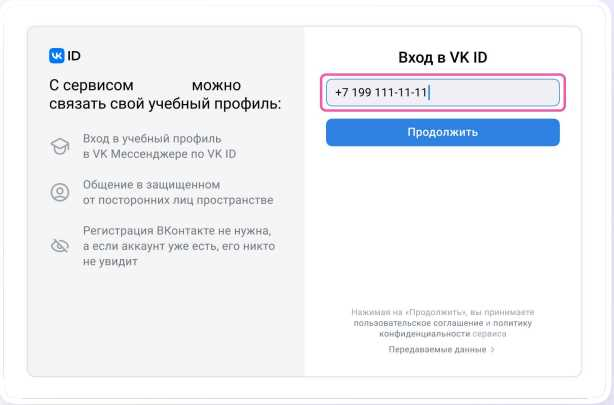 VK ID
С сервисом можно
связать свой учебный профиль:
Вход в учебный профиль
в VK Мессенджере по VK ID
Общение в защищенном
от посторонних лиц пространстве
Регистрация ВКонтакте не нужна,
а если аккаунт уже есть, его никто
не увидит
Вход в VK ID
+7 199 111-11-11
Продолжить
Нажимая на «Продолжить», вы принимаете
пользовательское соглашение и политику
конфиденциальности сервиса
Передаваемые данные